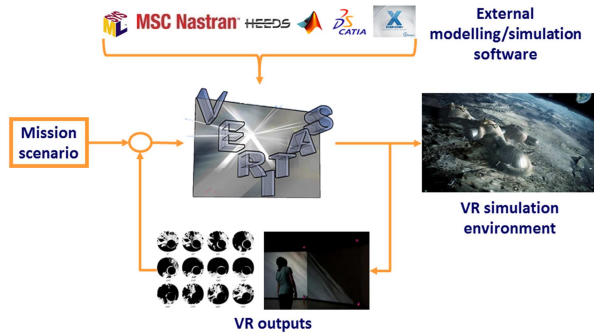 MSC Nastran
HEEDS
CATIA
External
modelling/simulation
software
Mission
scenario
VERITAS
VR simulation
environment
VR outputs